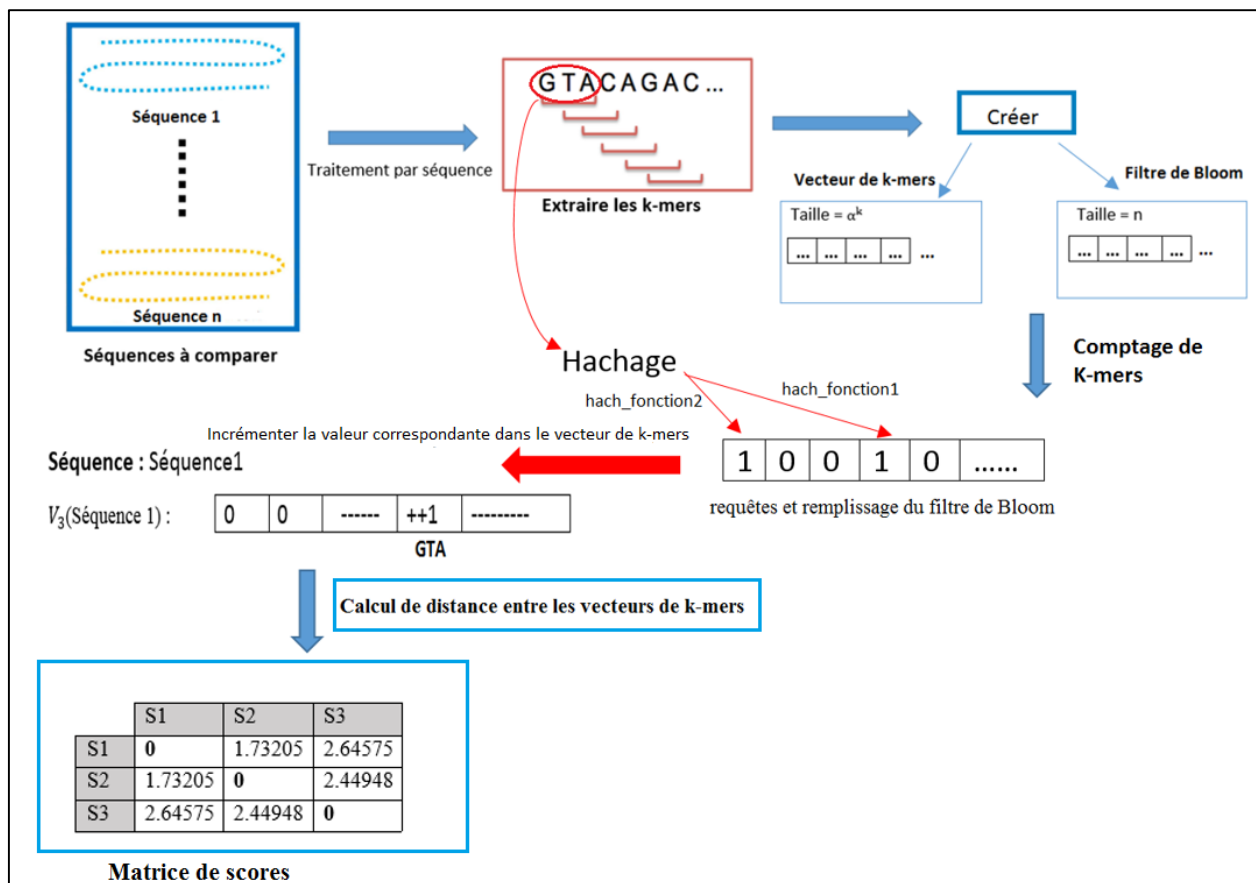 Séquence 1
Séquence n
Séquences à comparer
Traitement par séquence
GTACAGAC...
Extraire les k-mers
Créer
Vecteur de k-mers
Filtre de Bloom
Taille = α^k
... ... ... ... ...
Taille = n
... ... ... ... ...
Comptage de
K-mers
Hachage
hach_fonction1
hach_fonction2
Incrémenter la valeur correspondante dans le vecteur de k-mers
1 0 0 1 0 ......
requêtes et remplissage du filtre de Bloom
Séquence : Séquence1
V₃(Séquence 1) : 0 0 ------ ++1 ---------
GTA
Calcul de distance entre les vecteurs de k-mers
S1 S2 S3
S1 0 1.73205 2.64575
S2 1.73205 0 2.44948
S3 2.64575 2.44948 0
Matrice de scores